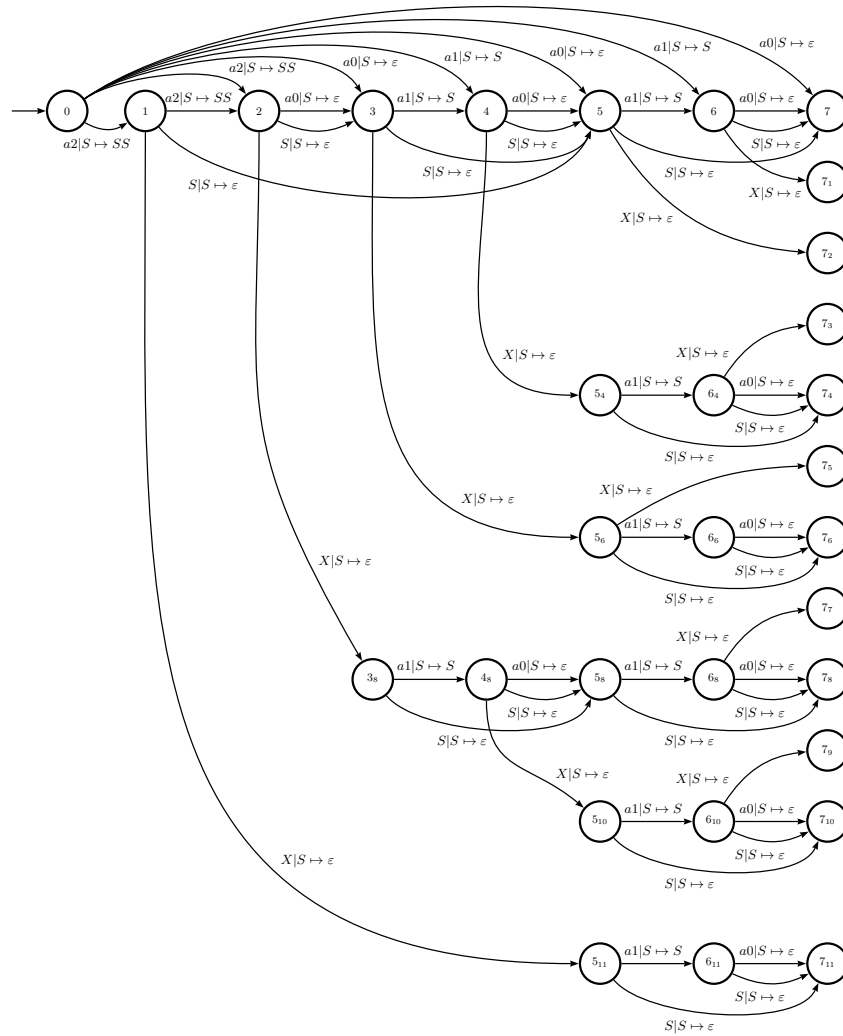 a0|S ↦ ε
a1|S ↦ S
a0|S ↦ ε
a1|S ↦ S
a0|S ↦ ε
a2|S ↦ SS
0 1 a2|S ↦ SS 2 a0|S ↦ ε 3 a1|S ↦ S 4 a0|S ↦ ε 5 a1|S ↦ S 6 a0|S ↦ ε 7
a2|S ↦ SS S|S ↦ ε S|S ↦ ε S|S ↦ ε
S|S ↦ ε S|S ↦ ε S|S ↦ ε
X|S ↦ ε 7₁
X|S ↦ ε
7₂
7₃
X|S ↦ ε X|S ↦ ε
5₄ a1|S ↦ S 6₄ a0|S ↦ ε 7₄
S|S ↦ ε
S|S ↦ ε
7₅
X|S ↦ ε
X|S ↦ ε
5₆ a1|S ↦ S 6₆ a0|S ↦ ε 7₆
S|S ↦ ε
S|S ↦ ε
X|S ↦ ε
7₇
X|S ↦ ε
3₈ a1|S ↦ S 4₈ a0|S ↦ ε 5₈ a1|S ↦ S 6₈ a0|S ↦ ε 7₈
S|S ↦ ε S|S ↦ ε
S|S ↦ ε S|S ↦ ε
7₉
X|S ↦ ε X|S ↦ ε
5₁₀ a1|S ↦ S 6₁₀ a0|S ↦ ε 7₁₀
S|S ↦ ε
S|S ↦ ε
X|S ↦ ε
5₁₁ a1|S ↦ S 6₁₁ a0|S ↦ ε 7₁₁
S|S ↦ ε
S|S ↦ ε